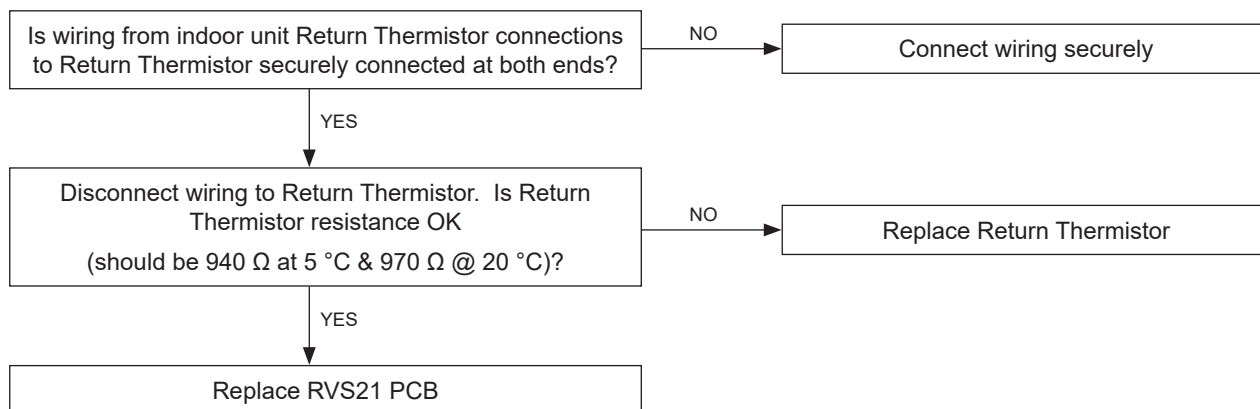 Is wiring from indoor unit Return Thermistor connections
to Return Thermistor securely connected at both ends?
NO
Connect wiring securely
YES
Disconnect wiring to Return Thermistor. Is Return
Thermistor resistance OK
(should be 940 Ω at 5 °C & 970 Ω @ 20 °C)?
NO
Replace Return Thermistor
YES
Replace RVS21 PCB